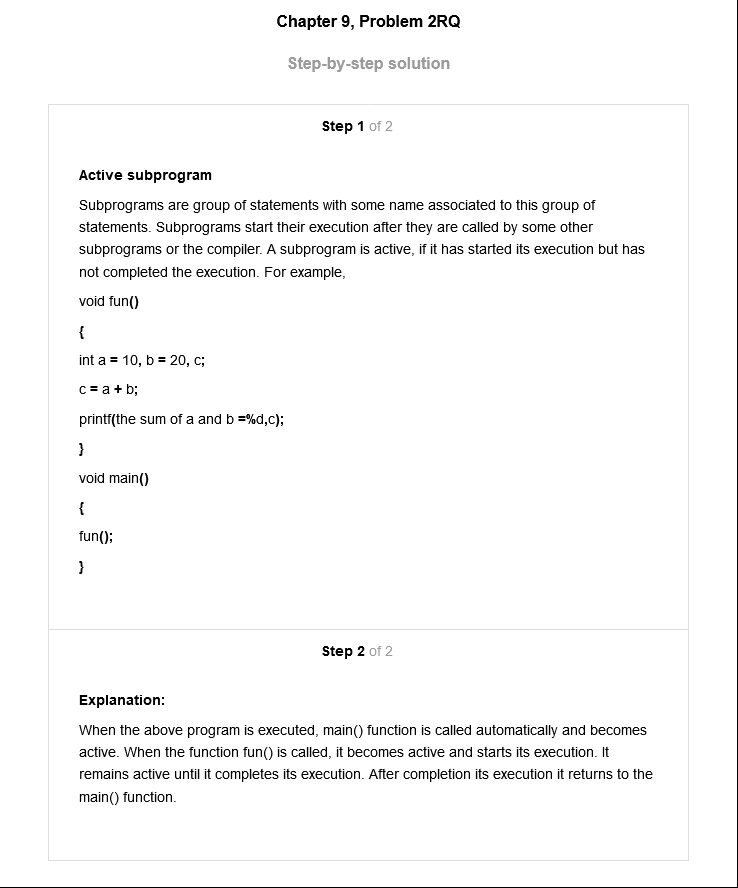 Chapter 9, Problem 2RQ
Step-by-step solution
Step 1 of 2
Active subprogram
Subprograms are group of statements with some name associated to this group of
statements. Subprograms start their execution after they are called by some other
subprograms or the compiler. A subprogram is active, if it has started its execution but has
not completed the execution. For example,
void fun()
{
int a = 10, b = 20, c;
c = a + b;
printf(the sum of a and b =%d,c);
}
void main()
{
fun();
}
Step 2 of 2
Explanation:
When the above program is executed, main() function is called automatically and becomes
active. When the function fun() is called, it becomes active and starts its execution. It
remains active until it completes its execution. After completion its execution it returns to the
main() function.